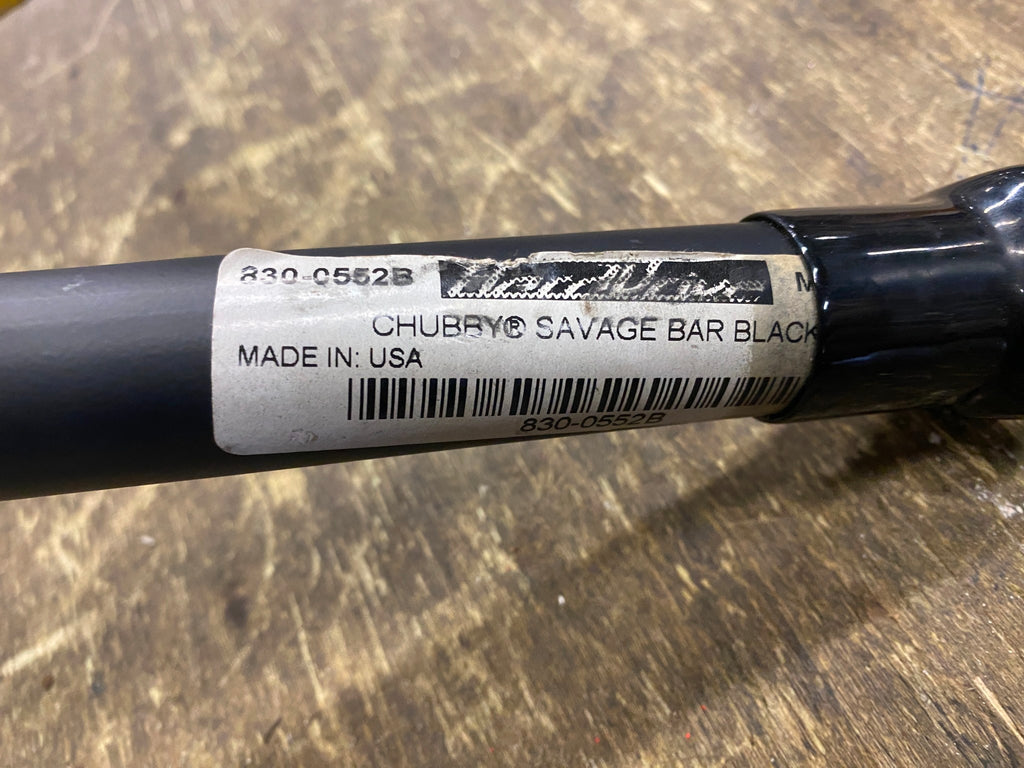 830-0552B
CHUBBY® SAVAGE BAR BLACK
MADE IN: USA
830-0552B